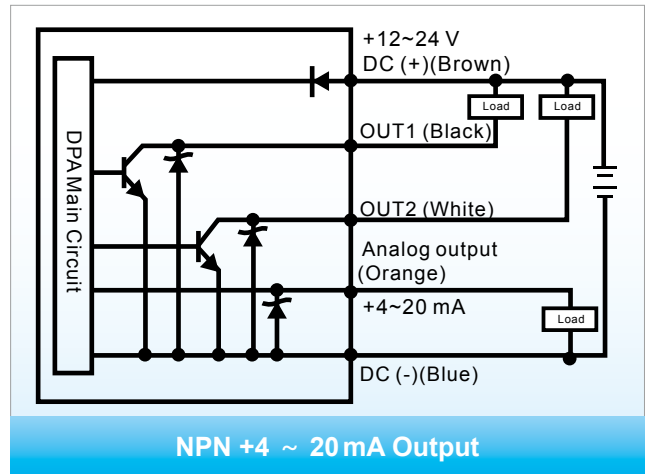 +12~24 V
DC (+)(Brown)
Load
Load
OUT1 (Black)
DPA Main Circuit
OUT2 (White)
Analog output
(Orange)
+4~20 mA
Load
DC (-)(Blue)
NPN +4 ~ 20 mA Output